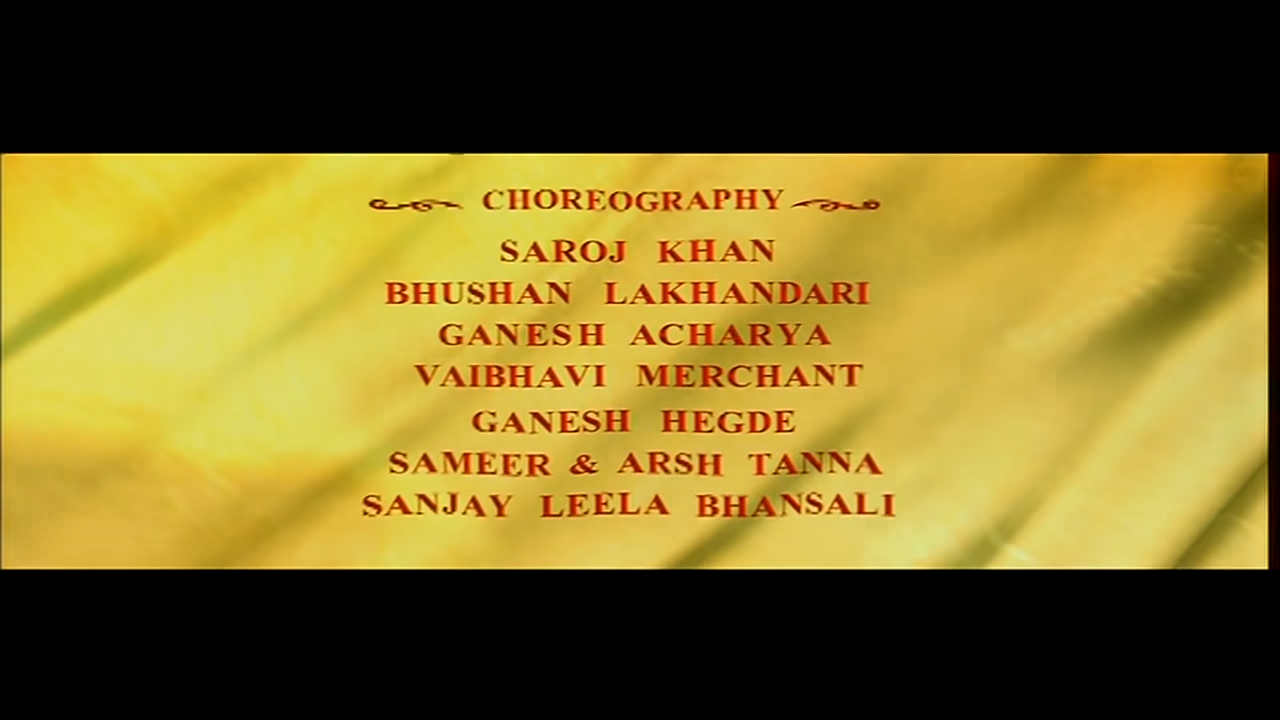 CHOREOGRAPHY
SAROJ KHAN
BHUSHAN LAKHANDARI
GANESH ACHARYA
VAIBHAVI MERCHANT
GANESH HEGDE
SAMEER & ARSH TANNA
SANJAY LEELA BHANSALI